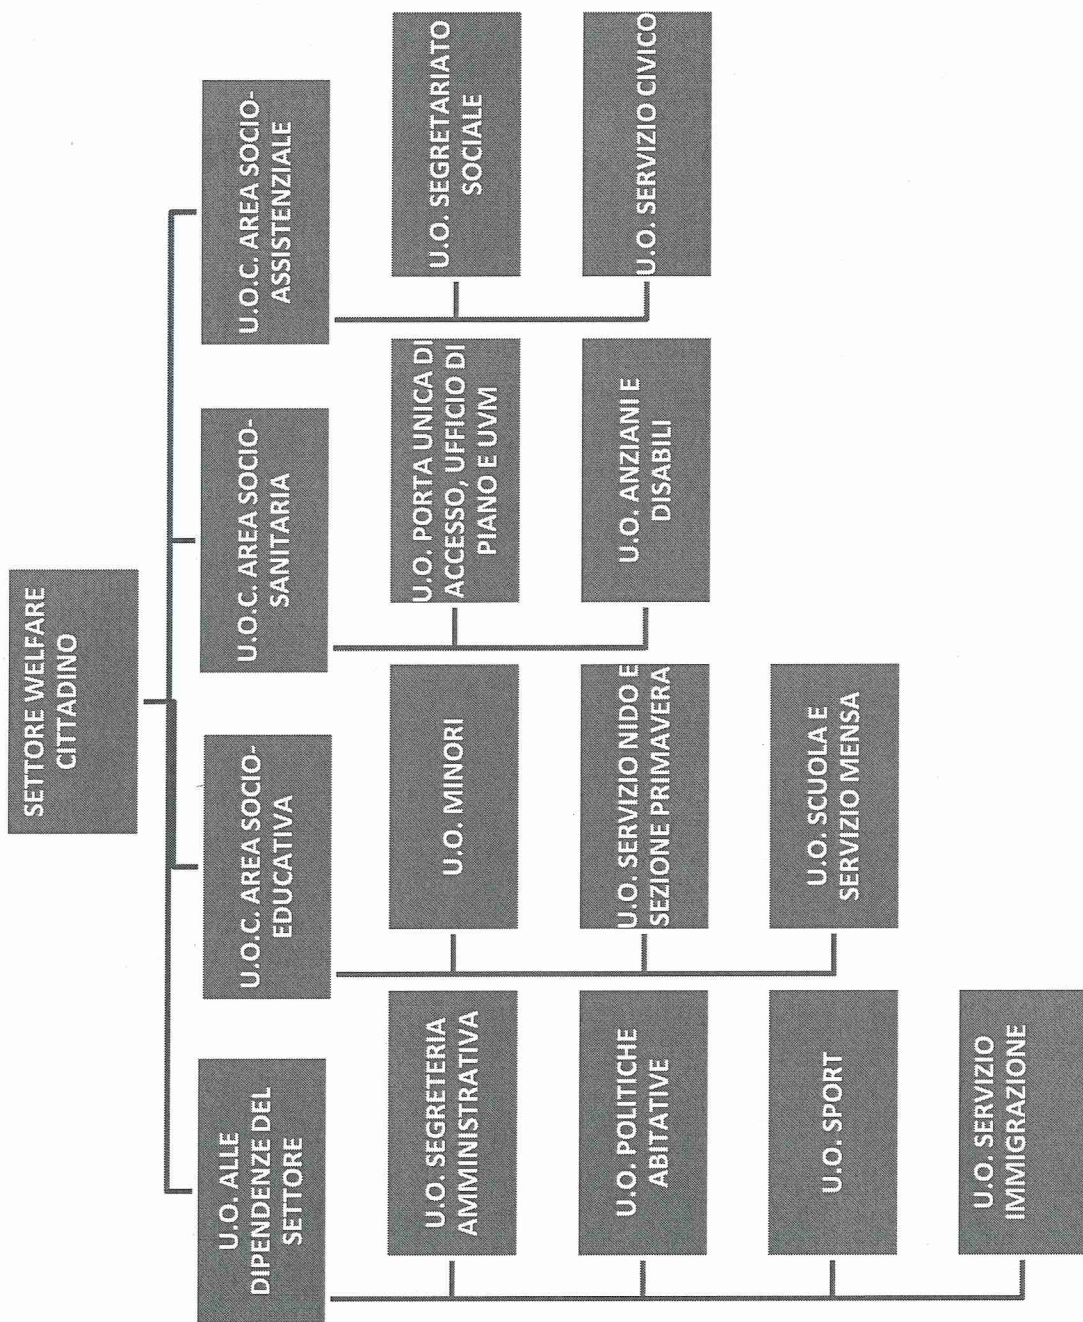 SETTORE WELFARE
CITTADINO
U.O. ALLE
DIPENDENZE DEL
SETTORE
U.O. SEGRETERIA
AMMINISTRATIVA
U.O. POLITICHE
ABITATIVE
U.O. SPORT
U.O. SERVIZIO
IMMIGRAZIONE
U.O.C. AREA SOCIO-
EDUCATIVA
U.O. MINORI
U.O. SERVIZIO NIDO E
SEZIONE PRIMAVERA
U.O. SCUOLA E
SERVIZIO MENSA
U.O.C. AREA SOCIO-
SANITARIA
U.O. PORTA UNICA DI
ACCESSO, UFFICIO DI
PIANO E UVM
U.O. ANZIANI E
DISABILI
U.O.C. AREA SOCIO-
ASSISTENZIALE
U.O. SEGRETARIATO
SOCIALE
U.O. SERVIZIO CIVICO